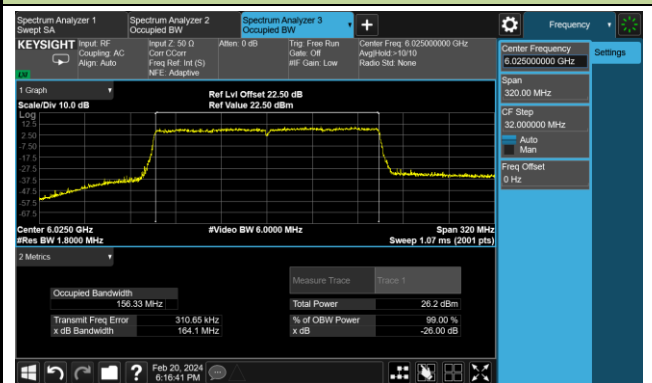 Spectrum Analyzer 1
Swept SA
Spectrum Analyzer 2
Occupied BW
Spectrum Analyzer 3
Occupied BW
Frequency
KEYSIGHT
Input: RF
Coupling: AC
Align: Auto
Input Z: 50 Ω
Corr CCorr
Freq Ref: Int (S)
NFE: Adaptive
Atten: 0 dB
Trig: Free Run
Gate: Off
#IF Gain: Low
Center Freq: 6.025000000 GHz
Avg|Hold:>10/10
Radio Std: None
LXI
1 Graph
Scale/Div 10.0 dB
Ref Lvl Offset 22.50 dB
Ref Value 22.50 dBm
Log
12.5
2.50
-7.50
-17.5
-27.5
-37.5
-47.5
-57.5
-67.5
Center 6.0250 GHz
#Res BW 1.8000 MHz
#Video BW 6.0000 MHz
Span 320 MHz
Sweep 1.07 ms (2001 pts)
2 Metrics
Measure Trace
Trace 1
Occupied Bandwidth
156.33 MHz
Total Power
26.2 dBm
Transmit Freq Error
310.65 kHz
% of OBW Power
99.00 %
x dB Bandwidth
164.1 MHz
x dB
-26.00 dB
Center Frequency
6.025000000 GHz
Settings
Span
320.00 MHz
CF Step
32.000000 MHz
Auto
Man
Freq Offset
0 Hz
Feb 20, 2024
6:16:41 PM